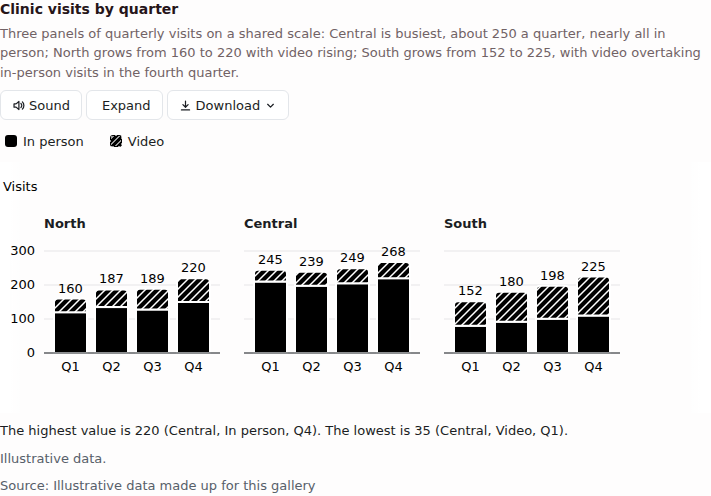 Clinic visits by quarter
Three panels of quarterly visits on a shared scale: Central is busiest, about 250 a quarter, nearly all in
person; North grows from 160 to 220 with video rising; South grows from 152 to 225, with video overtaking
in-person visits in the fourth quarter.
Sound Expand Download
In person Video
Visits
North Central South
300
200
100
0
160 187 189 220
245 239 249 268
152 180 198 225
Q1 Q2 Q3 Q4 Q1 Q2 Q3 Q4 Q1 Q2 Q3 Q4
The highest value is 220 (Central, In person, Q4). The lowest is 35 (Central, Video, Q1).
Illustrative data.
Source: Illustrative data made up for this gallery